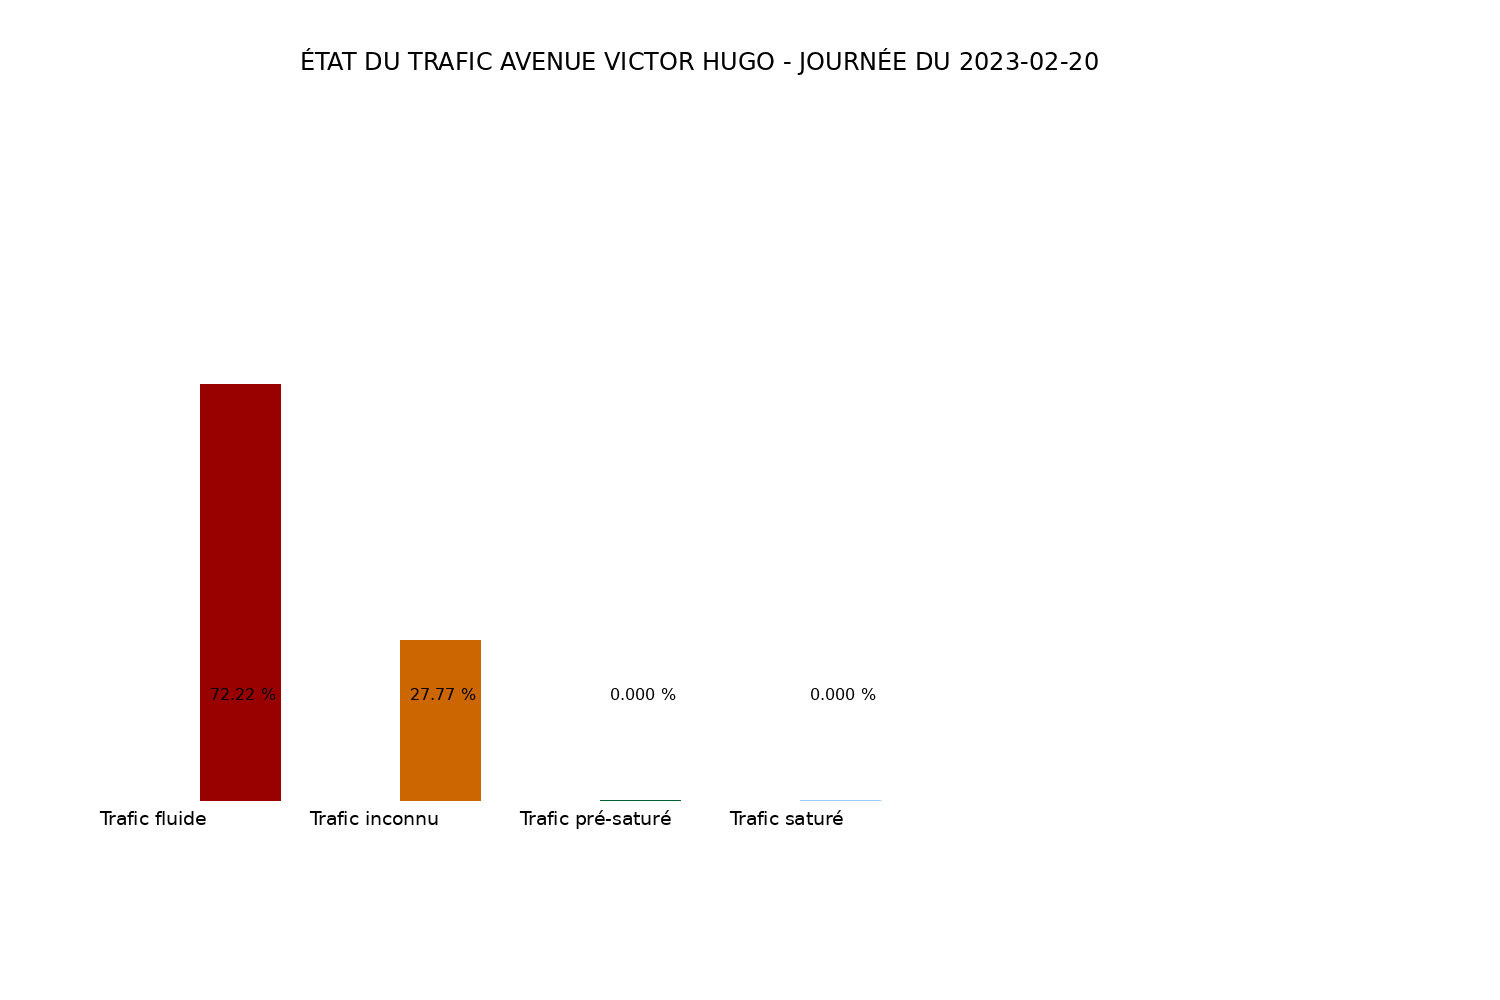 ÉTAT DU TRAFIC AVENUE VICTOR HUGO - JOURNÉE DU 2023-02-20
72.22 % 27.77 % 0.000 % 0.000 %
Trafic fluide Trafic inconnu Trafic pré-saturé Trafic saturé